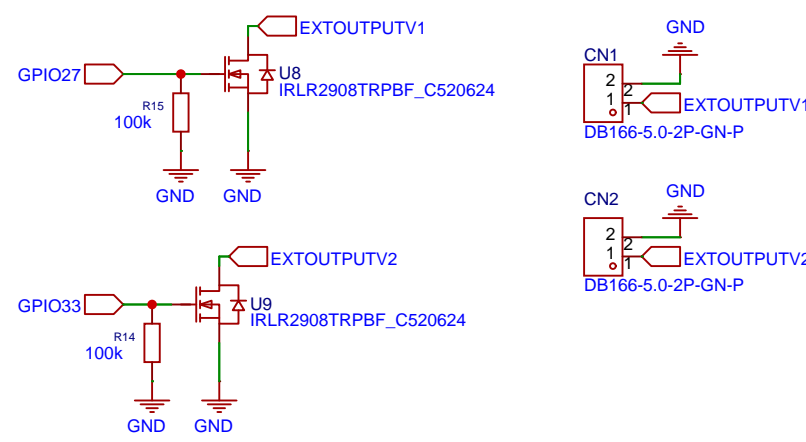 EXTOUTPUTV1
GPIO27
U8
IRLR2908TRPBF_C520624
R15
100k
GND
GND
GND
CN1
2
2
1
1
EXTOUTPUTV1
DB166-5.0-2P-GN-P
EXTOUTPUTV2
GPIO33
U9
IRLR2908TRPBF_C520624
R14
100k
GND
GND
GND
CN2
2
2
1
1
EXTOUTPUTV2
DB166-5.0-2P-GN-P